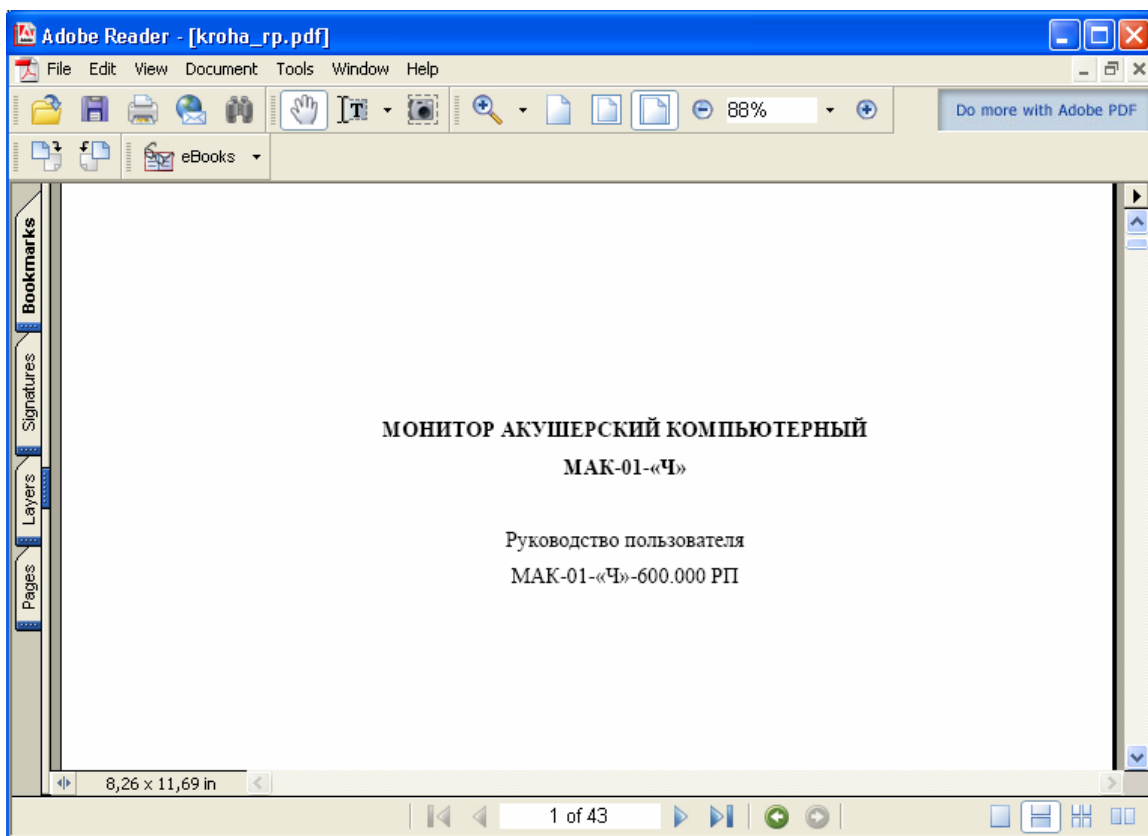 Adobe Reader - [kroha_rp.pdf]
File Edit View Document Tools Window Help
88%
Do more with Adobe PDF
eBooks
Bookmarks
Signatures
Layers
Pages
МОНИТОР АКУШЕРСКИЙ КОМПЬЮТЕРНЫЙ
МАК-01-«Ч»
Руководство пользователя
МАК-01-«Ч»-600.000 РП
8,26 x 11,69 in
1 of 43